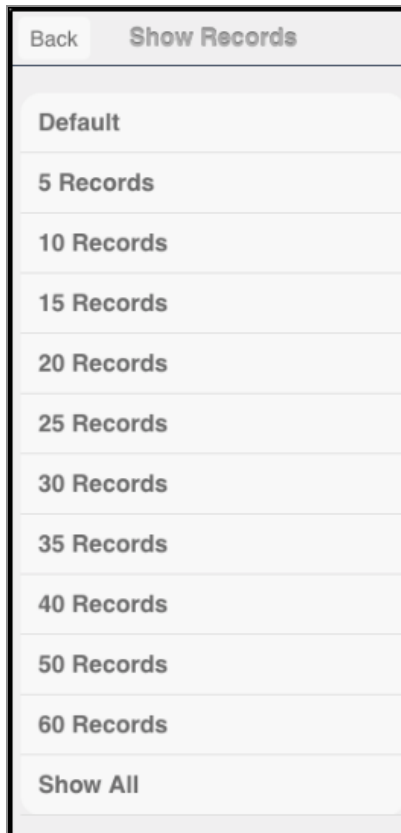 Back Show Records
Default
5 Records
10 Records
15 Records
20 Records
25 Records
30 Records
35 Records
40 Records
50 Records
60 Records
Show All